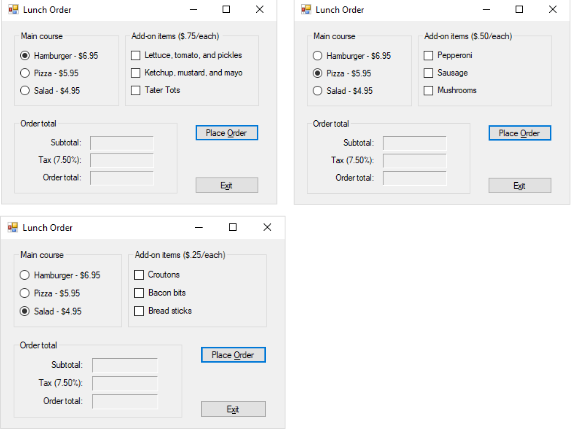 Lunch Order
Main course
Hamburger - $6.95
Pizza - $5.95
Salad - $4.95
Add-on items ($.75/each)
Lettuce, tomato, and pickles
Ketchup, mustard, and mayo
Tater Tots
Order total
Subtotal:
Tax (7.50%):
Order total:
Place Order
Exit
Lunch Order
Main course
Hamburger - $6.95
Pizza - $5.95
Salad - $4.95
Add-on items ($.50/each)
Pepperoni
Sausage
Mushrooms
Order total
Subtotal:
Tax (7.50%):
Order total:
Place Order
Exit
Lunch Order
Main course
Hamburger - $6.95
Pizza - $5.95
Salad - $4.95
Add-on items ($.25/each)
Croutons
Bacon bits
Bread sticks
Order total
Subtotal:
Tax (7.50%):
Order total:
Place Order
Exit